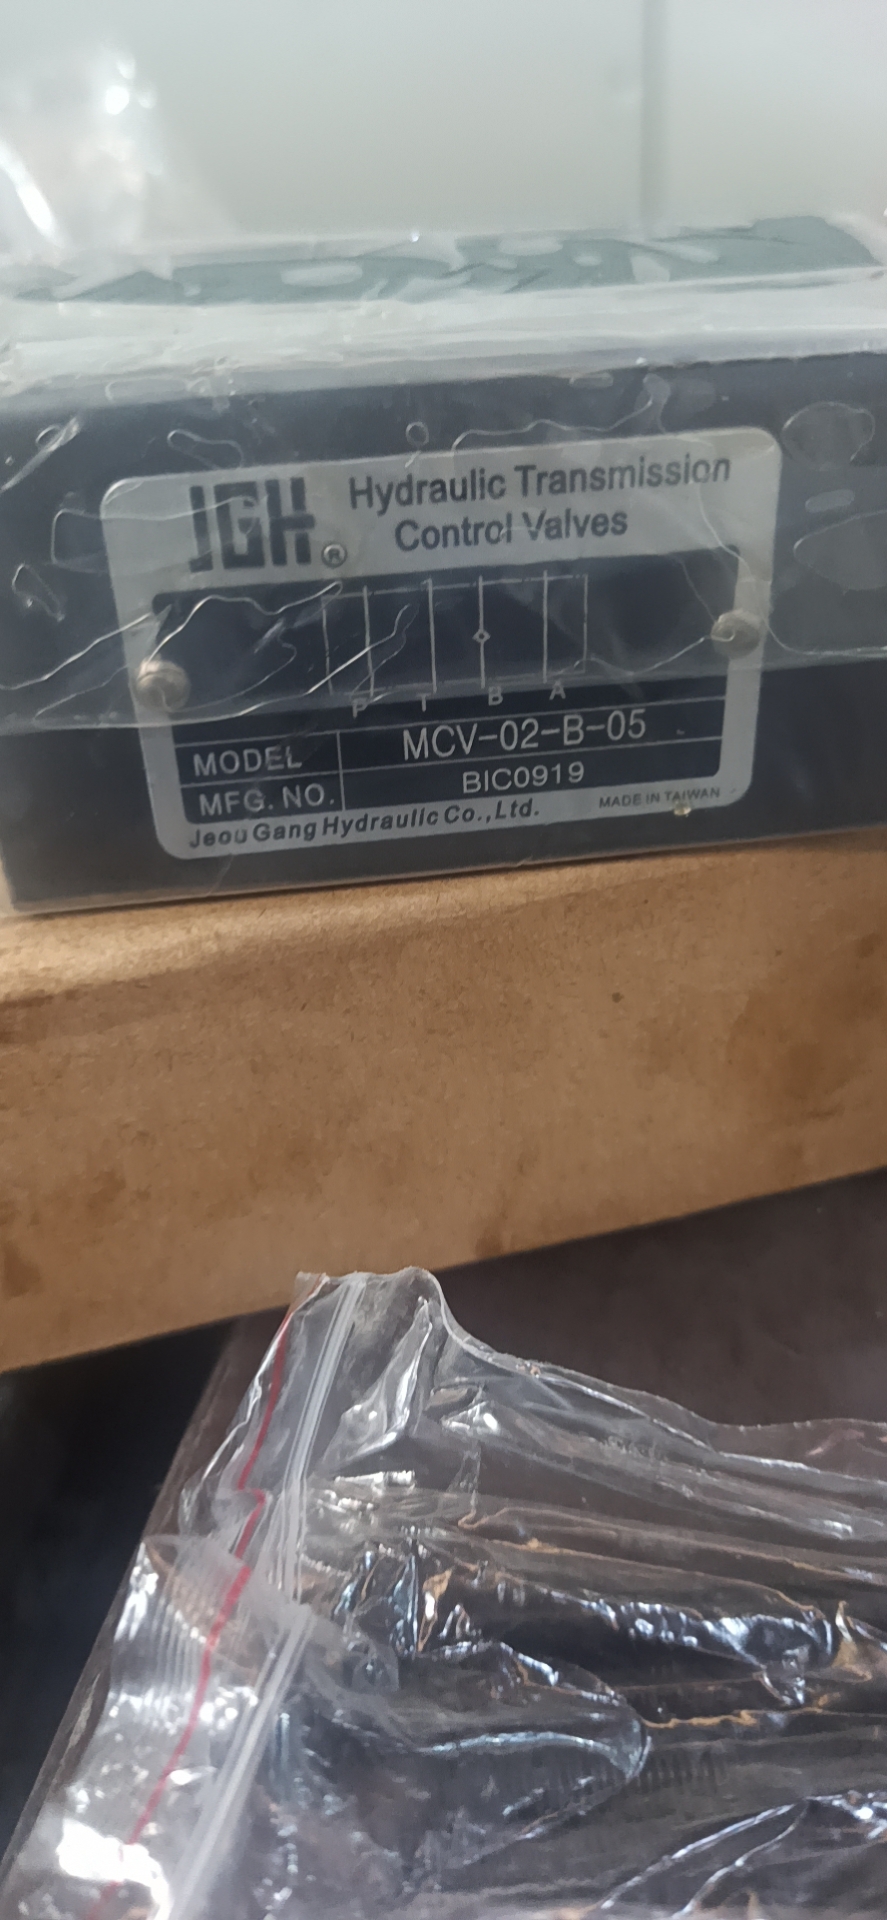 JGH®
Hydraulic Transmission
Control Valves
P T B A
MODEL MCV-02-B-05
MFG. NO. BIC0919
Jeou Gang Hydraulic Co.,Ltd. MADE IN TAIWAN